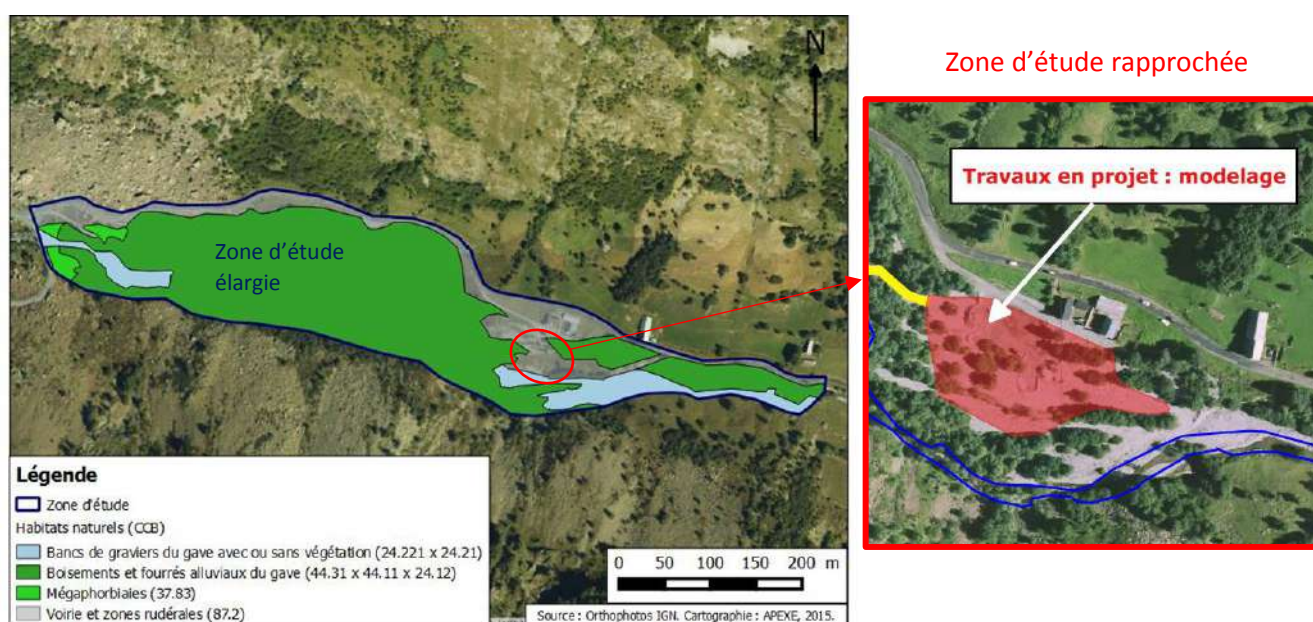 N
Zone d'étude
élargie
Légende
Zone d'étude
Habitats naturels (CCB)
Bancs de graviers du gave avec ou sans végétation (24.221 x 24.21)
Boisements et fourrés alluviaux du gave (44.31 x 44.11 x 24.12)
Mégaphorbiaies (37.83)
Voirie et zones rudérales (87.2)
0 50 100 150 200 m
Source : Orthophotos IGN. Cartographie : APEXE, 2015.
Zone d'étude rapprochée
Travaux en projet : modelage